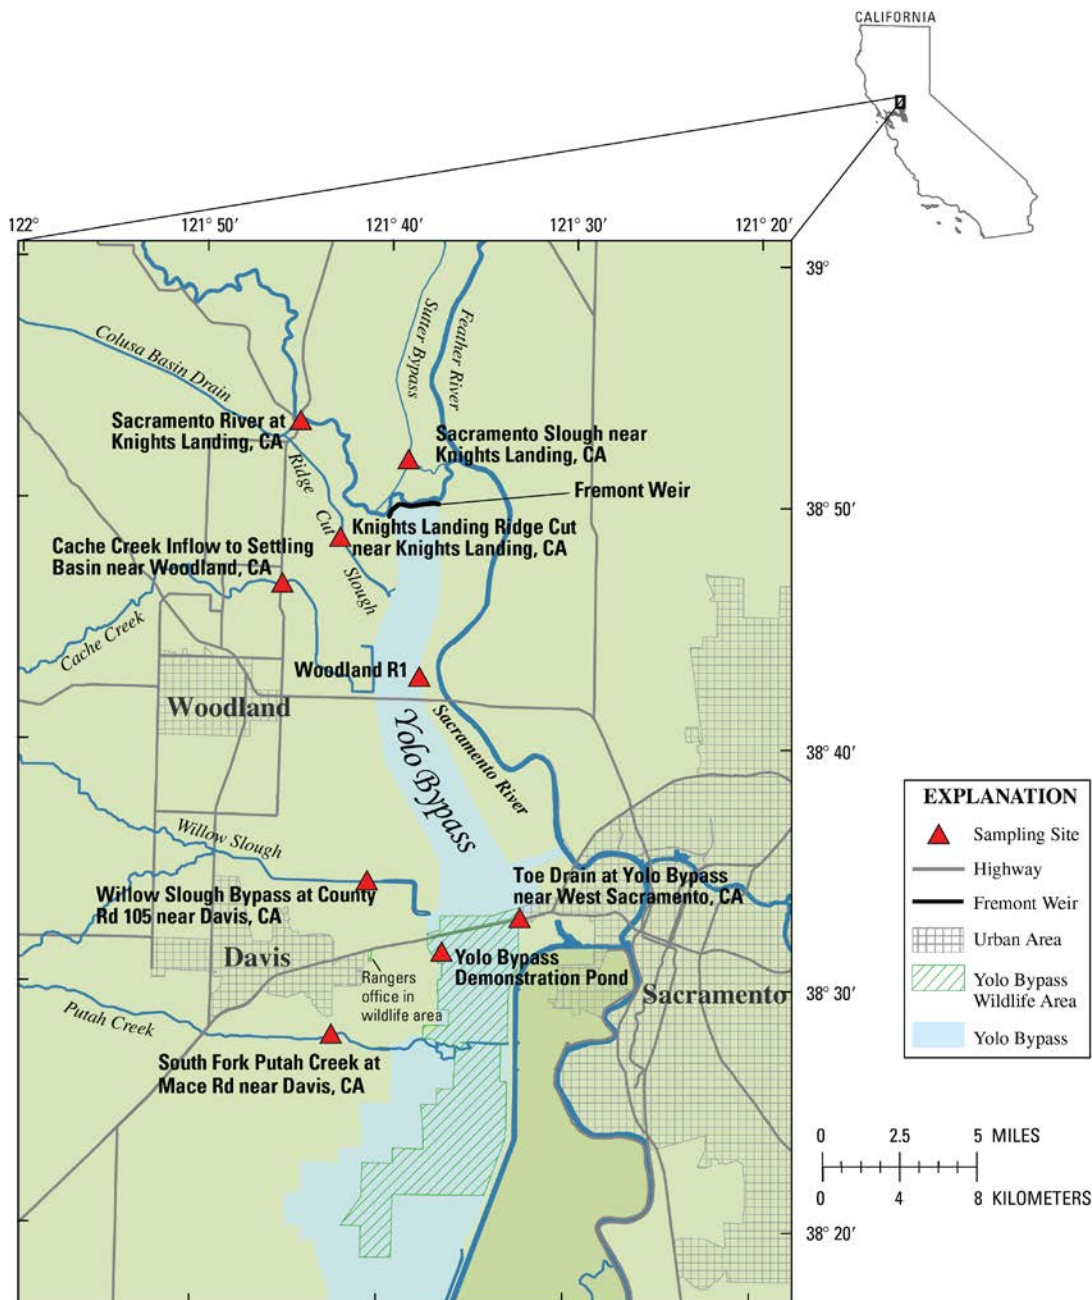 CALIFORNIA
122°
121° 50′
121° 40′
121° 30′
121° 20′
39°
Colusa Basin Drain
Sutter Bypass
Feather River
Sacramento River at
Knights Landing, CA
Sacramento Slough near
Knights Landing, CA
Ridge
Cut
Slough
Fremont Weir
38° 50′
Knights Landing Ridge Cut
near Knights Landing, CA
Cache Creek Inflow to Settling
Basin near Woodland, CA
Cache Creek
Woodland R1
Woodland
Yolo Bypass
Sacramento River
38° 40′
Willow Slough
Toe Drain at Yolo Bypass
near West Sacramento, CA
Willow Slough Bypass at County
Rd 105 near Davis, CA
Davis
Yolo Bypass
Demonstration Pond
Rangers
office in
wildlife area
Sacramento
38° 30′
Putah Creek
South Fork Putah Creek at
Mace Rd near Davis, CA
38° 20′
EXPLANATION
Sampling Site
Highway
Fremont Weir
Urban Area
Yolo Bypass
Wildlife Area
Yolo Bypass
0 2.5 5 MILES
0 4 8 KILOMETERS